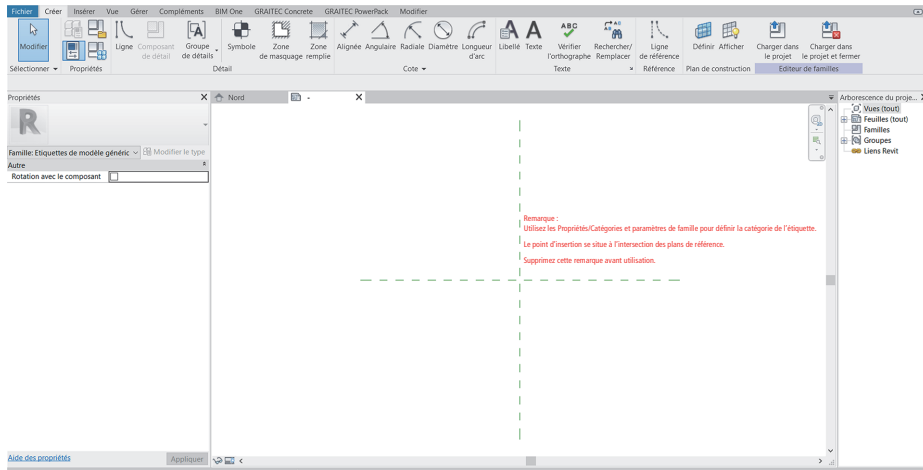 Fichier Créer Insérer Vue Gérer Compléments BIM One GRAITEC Concrete GRAITEC PowerPack Modifier
Modifier
Ligne
Composant de détail
Groupe de détails
Symbole
Zone de masquage
Zone remplie
Alignée Angulaire Radiale Diamètre Longueur d'arc
Libellé Texte
ABC
Vérifier l'orthographe
Rechercher/ Remplacer
Ligne de référence
Définir Afficher
Charger dans le projet
Charger dans le projet et fermer
Sélectionner Propriétés Détail Cote Texte Référence Plan de construction Editeur de familles
Propriétés
Nord
-
Arborescence du proje...
R
Famille: Etiquettes de modèle généric
Modifier le type
Autre
Rotation avec le composant
Vues (tout)
Feuilles (tout)
Familles
Groupes
Liens Revit
Remarque :
Utilisez les Propriétés/Catégories et paramètres de famille pour définir la catégorie de l'étiquette.
Le point d'insertion se situe à l'intersection des plans de référence.
Supprimez cette remarque avant utilisation.
Aide des propriétés
Appliquer